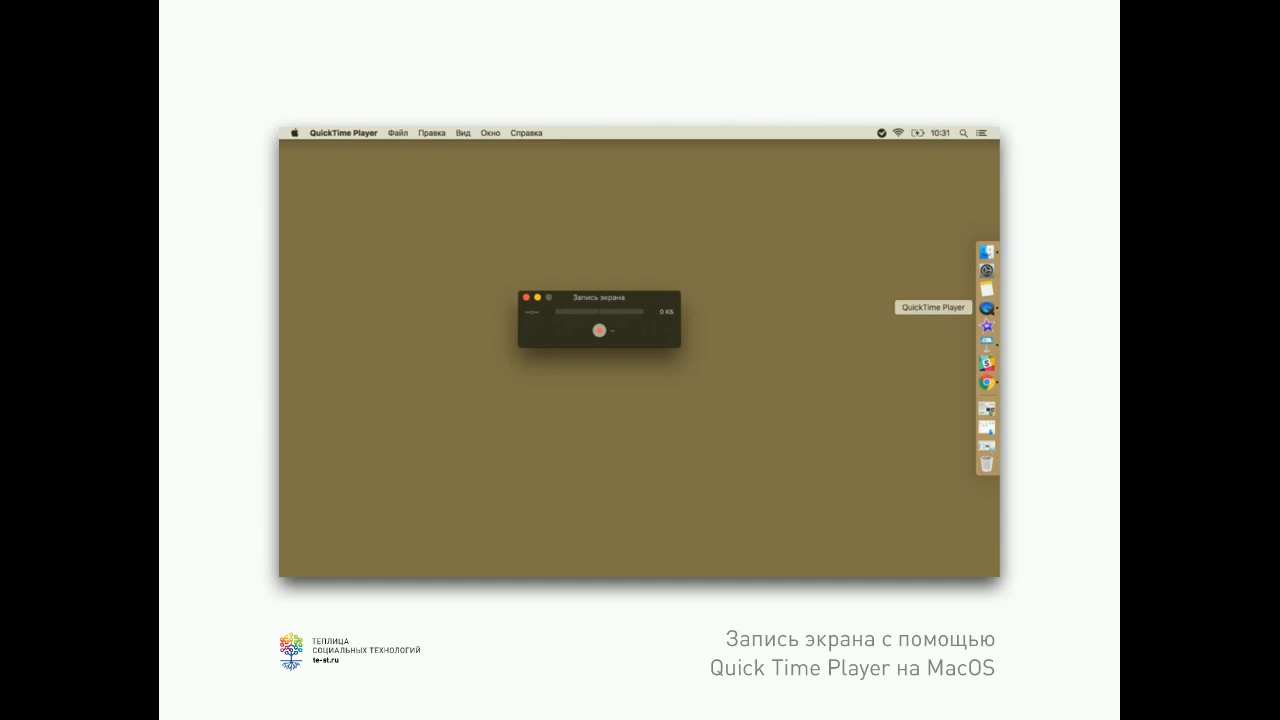 QuickTime Player Файл Правка Вид Окно Справка 10:31
Запись экрана
0 КБ
QuickTime Player
ТЕПЛИЦА
СОЦИАЛЬНЫХ ТЕХНОЛОГИЙ
te-st.ru
Запись экрана с помощью
Quick Time Player на MacOS